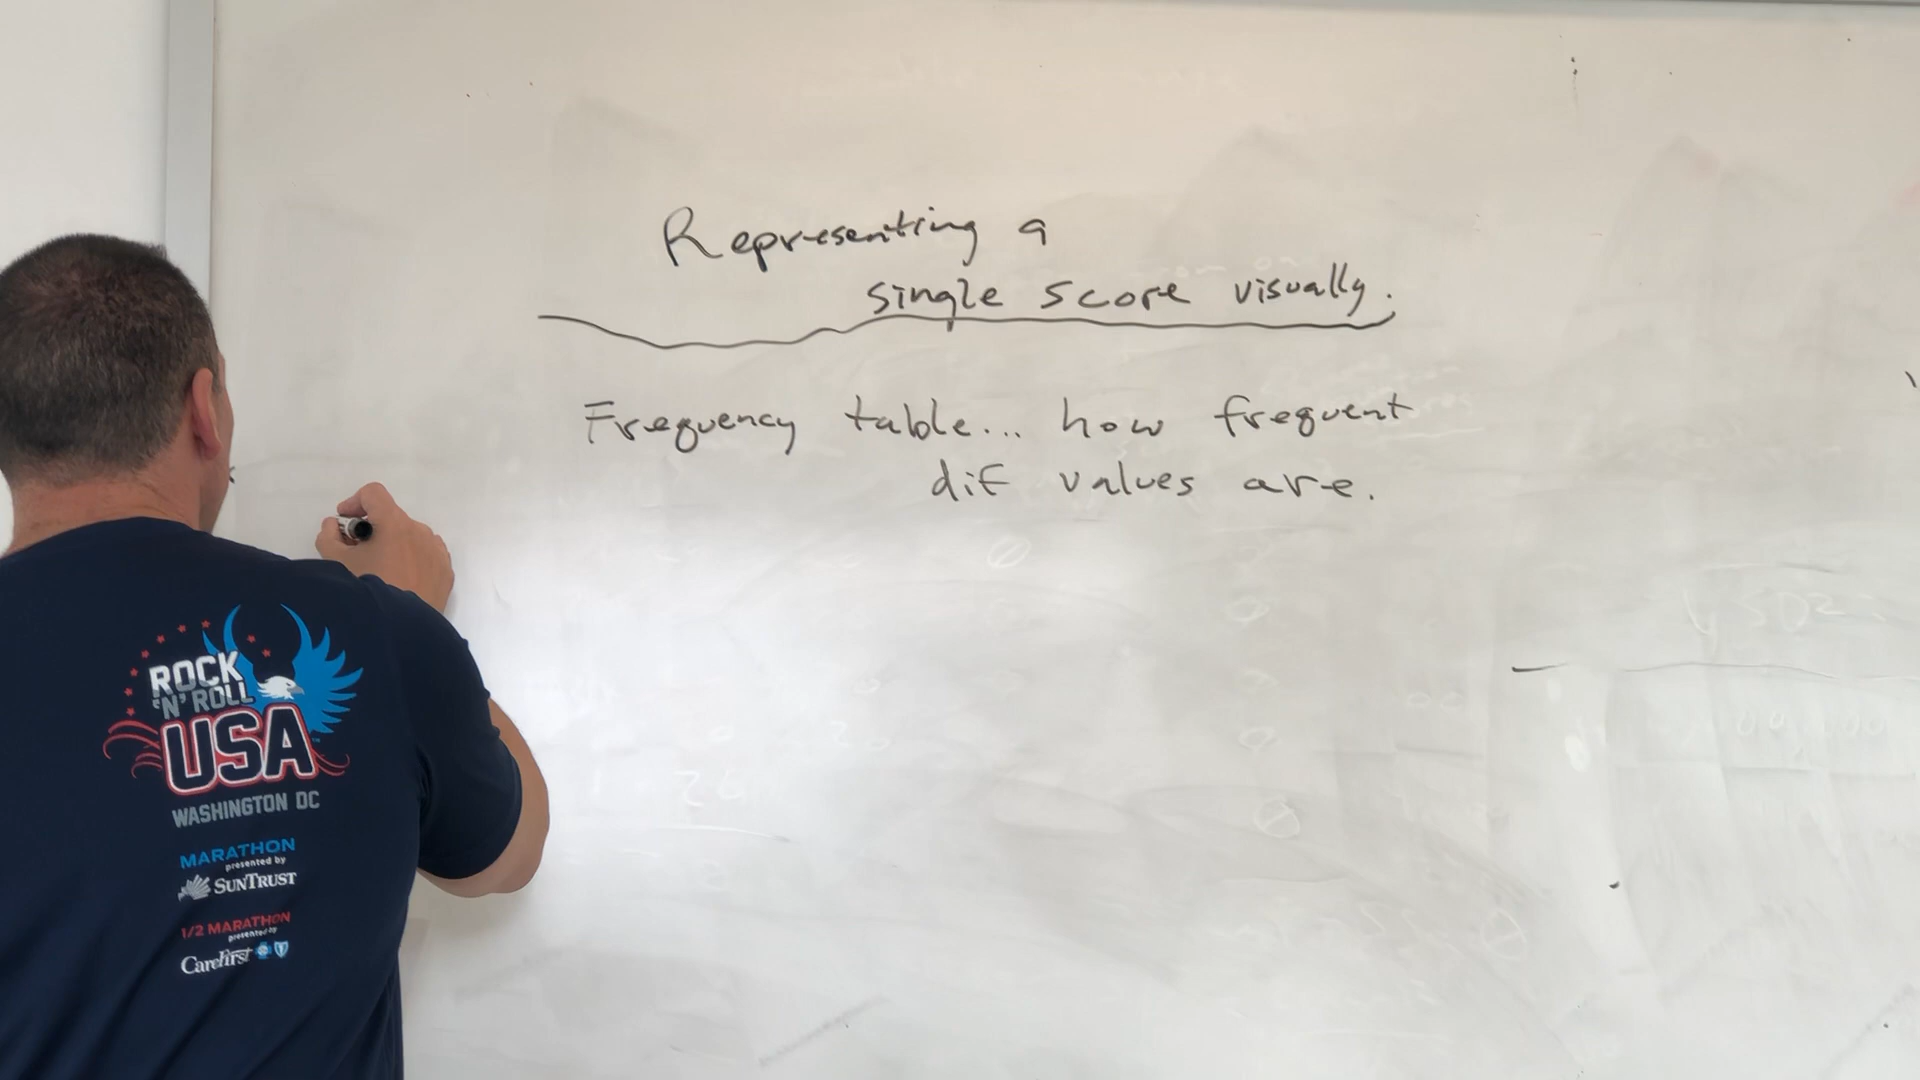 Representing a
single score visually.
Frequency table... how frequent
dif values are.
ROCK
'N' ROLL
USA
WASHINGTON DC
MARATHON
presented by
SUNTRUST
1/2 MARATHON
presented by
CareFirst